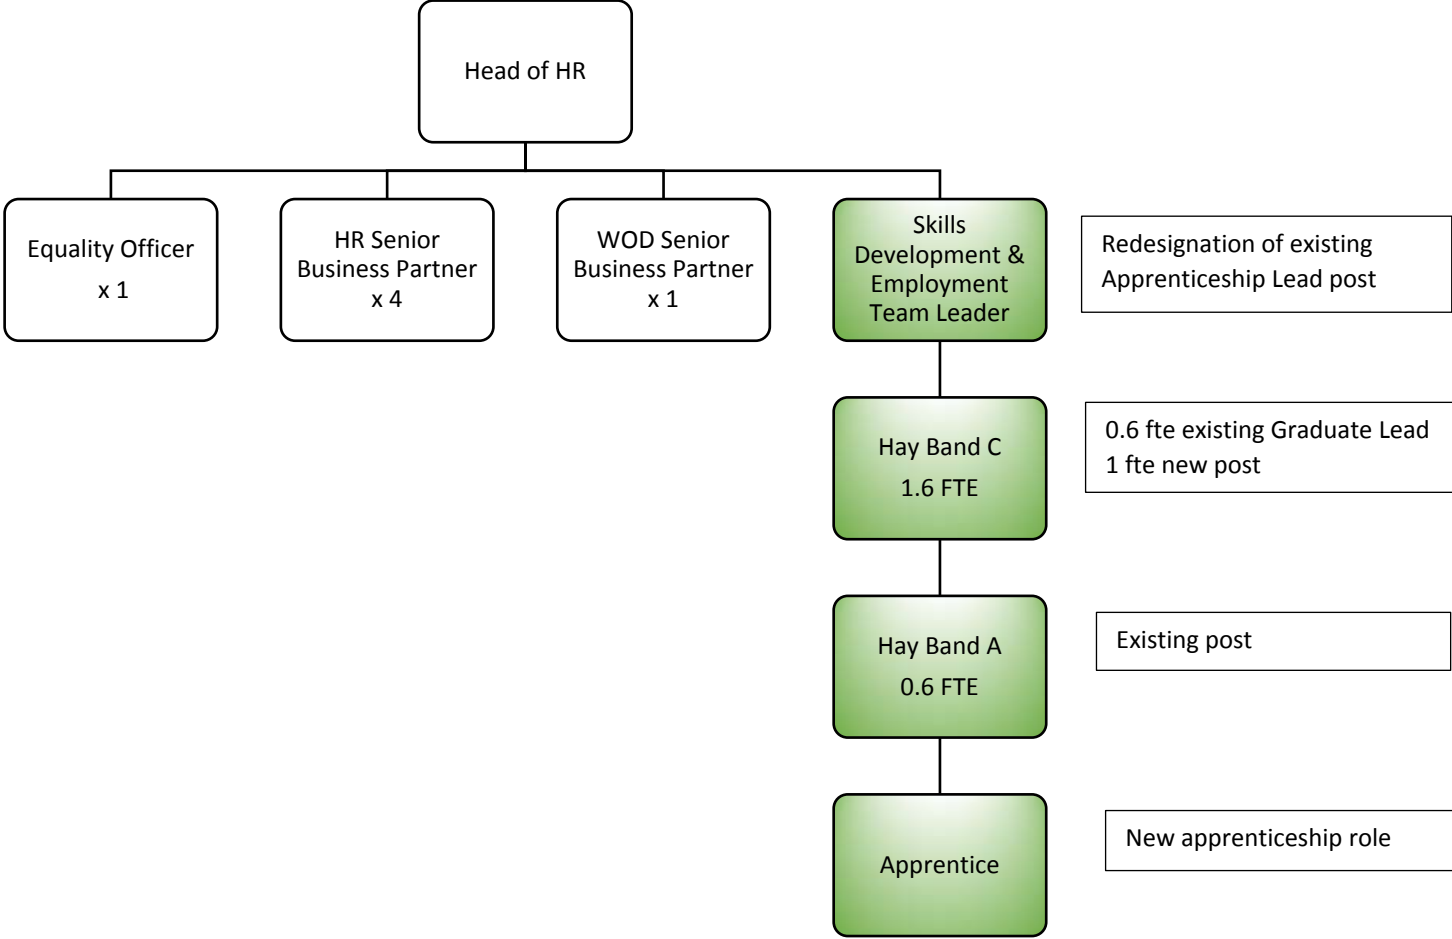 Head of HR
Equality Officer
x 1
HR Senior
Business Partner
x 4
WOD Senior
Business Partner
x 1
Skills
Development &
Employment
Team Leader
Redesignation of existing
Apprenticeship Lead post
Hay Band C
1.6 FTE
0.6 fte existing Graduate Lead
1 fte new post
Hay Band A
0.6 FTE
Existing post
Apprentice
New apprenticeship role